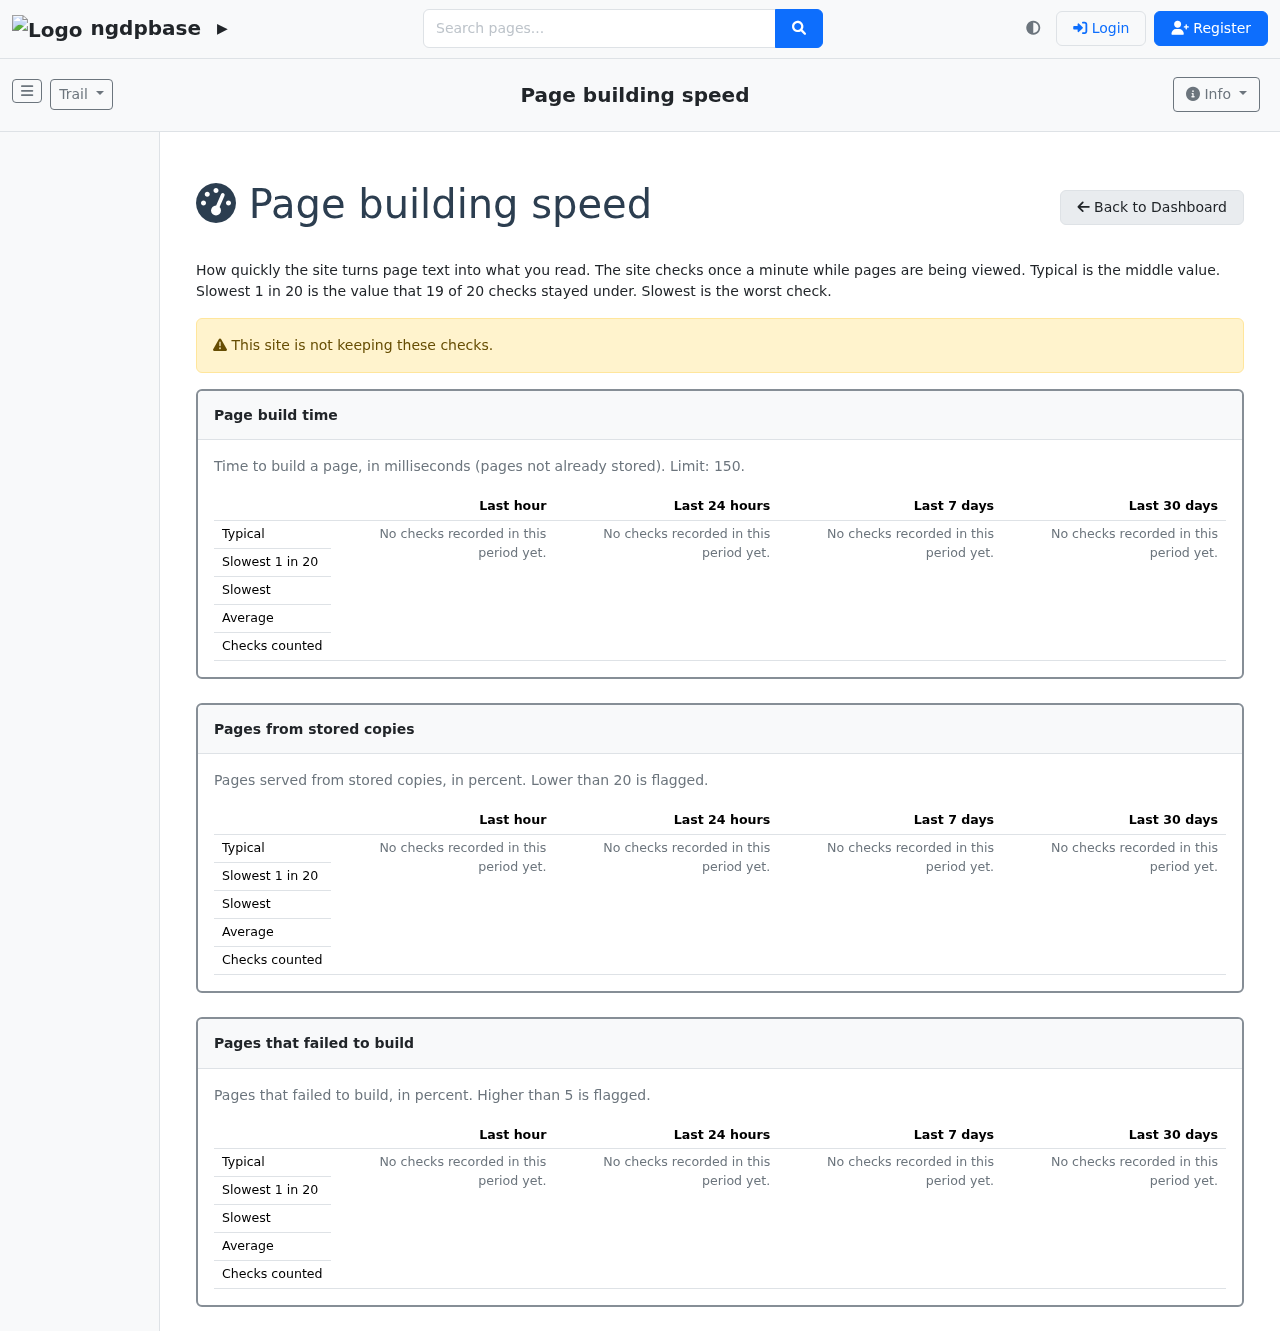 Logo ngdpbase ▶
Search pages...
Login
Register
Trail
Page building speed
Info
Page building speed
Back to Dashboard
How quickly the site turns page text into what you read. The site checks once a minute while pages are being viewed. Typical is the middle value.
Slowest 1 in 20 is the value that 19 of 20 checks stayed under. Slowest is the worst check.
This site is not keeping these checks.
Page build time
Time to build a page, in milliseconds (pages not already stored). Limit: 150.
Last hour Last 24 hours Last 7 days Last 30 days
Typical No checks recorded in this No checks recorded in this No checks recorded in this No checks recorded in this
period yet. period yet. period yet. period yet.
Slowest 1 in 20
Slowest
Average
Checks counted
Pages from stored copies
Pages served from stored copies, in percent. Lower than 20 is flagged.
Last hour Last 24 hours Last 7 days Last 30 days
Typical No checks recorded in this No checks recorded in this No checks recorded in this No checks recorded in this
period yet. period yet. period yet. period yet.
Slowest 1 in 20
Slowest
Average
Checks counted
Pages that failed to build
Pages that failed to build, in percent. Higher than 5 is flagged.
Last hour Last 24 hours Last 7 days Last 30 days
Typical No checks recorded in this No checks recorded in this No checks recorded in this No checks recorded in this
period yet. period yet. period yet. period yet.
Slowest 1 in 20
Slowest
Average
Checks counted